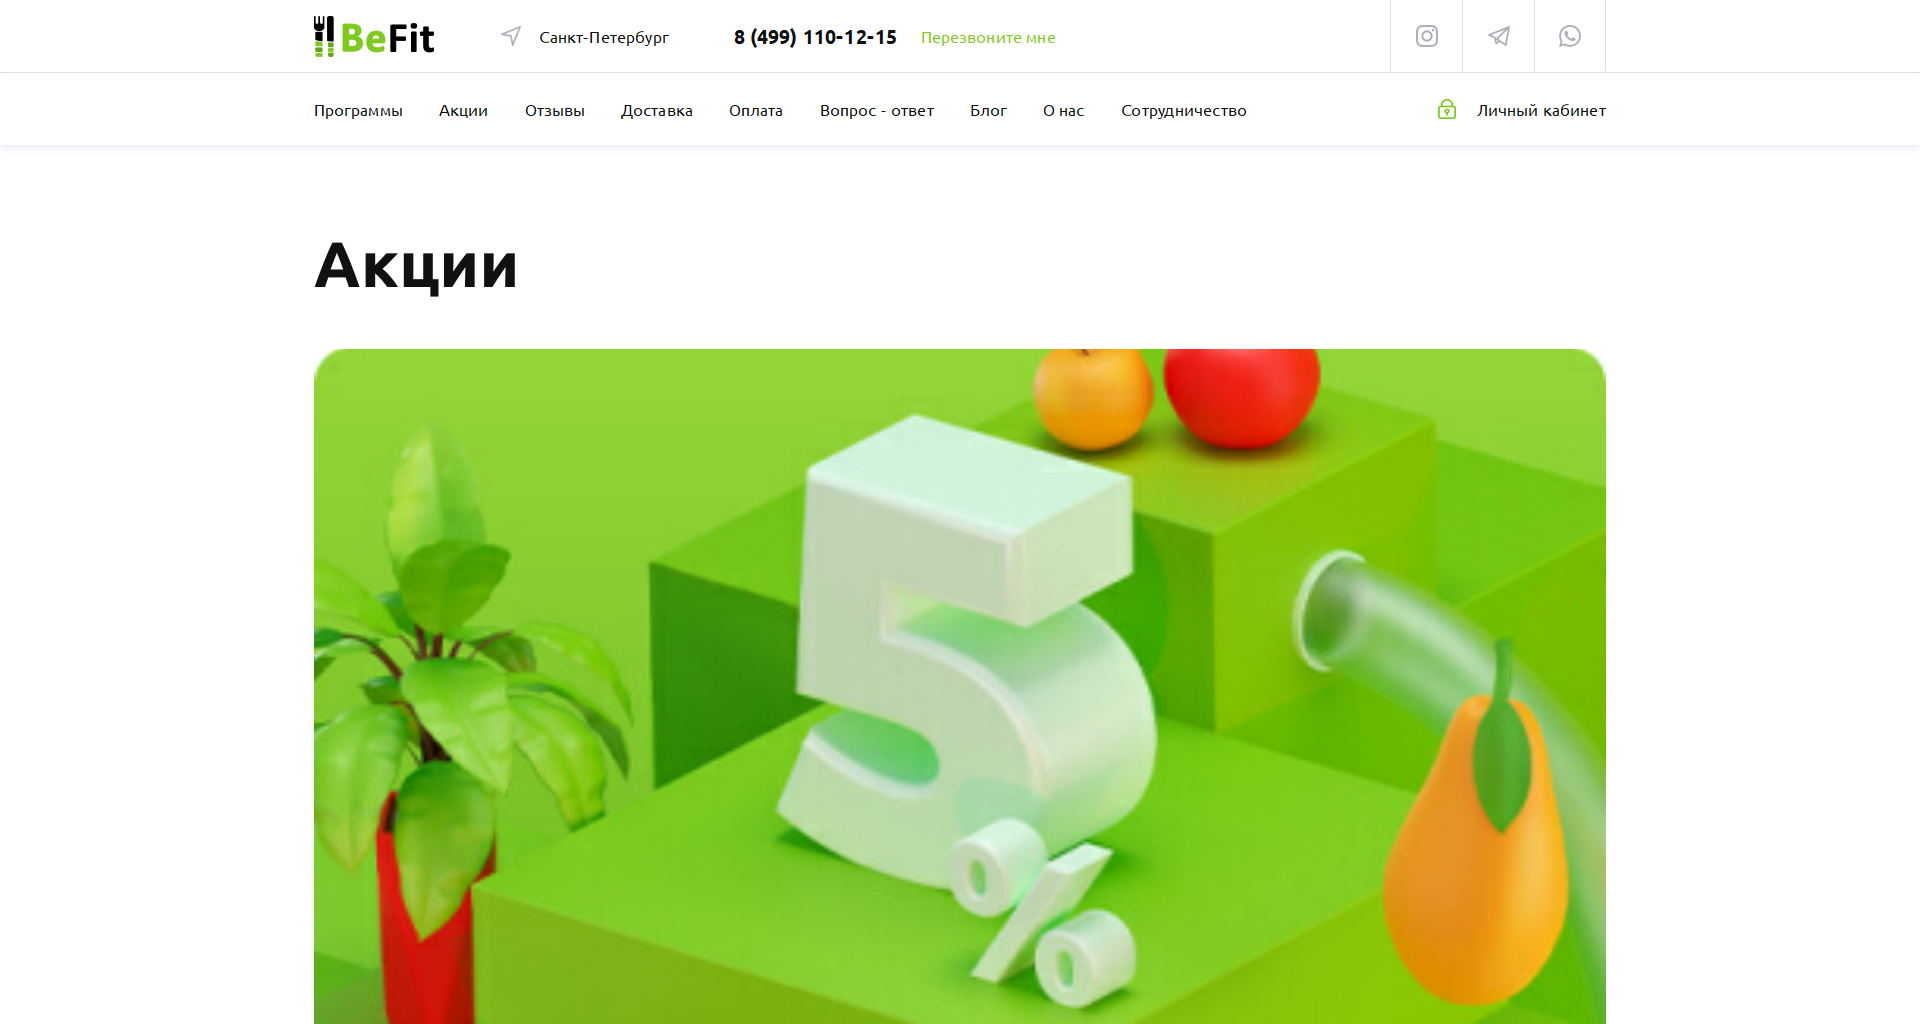 BeFit
Санкт-Петербург
8 (499) 110-12-15
Перезвоните мне
Программы
Акции
Отзывы
Доставка
Оплата
Вопрос - ответ
Блог
О нас
Сотрудничество
Личный кабинет
Акции
5
%